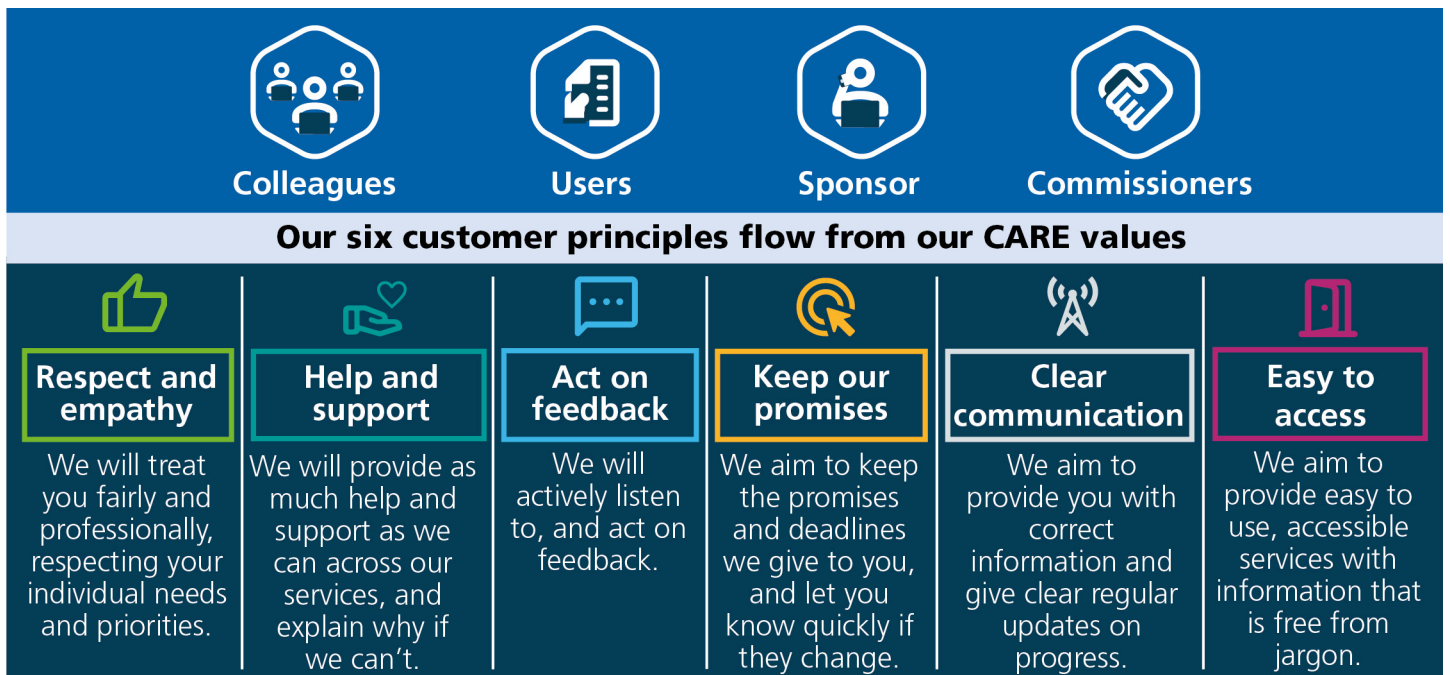 Colleagues
Users
Sponsor
Commissioners
Our six customer principles flow from our CARE values
Respect and
empathy
We will treat
you fairly and
professionally,
respecting your
individual needs
and priorities.
Help and
support
We will provide as
much help and
support as we
can across our
services, and
explain why if
we can't.
Act on
feedback
We will
actively listen
to, and act on
feedback.
Keep our
promises
We aim to keep
the promises
and deadlines
we give to you,
and let you
know quickly if
they change.
Clear
communication
We aim to
provide you with
correct
information and
give clear regular
updates on
progress.
Easy to
access
We aim to
provide easy to
use, accessible
services with
information that
is free from
jargon.